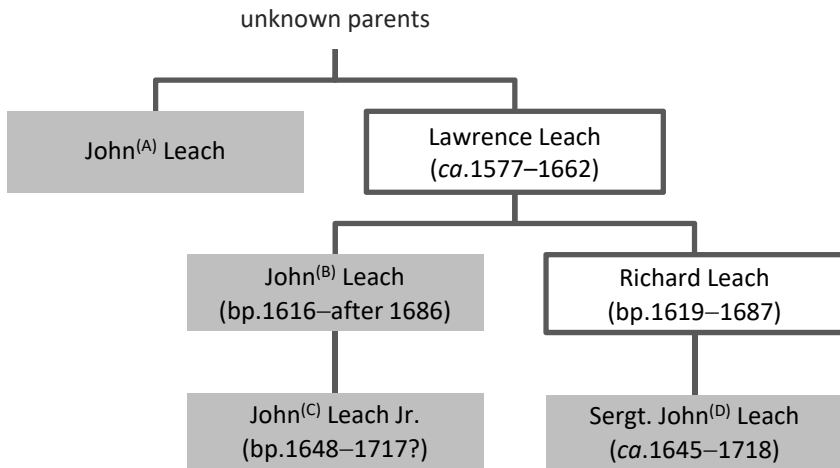 unknown parents
John(A) Leach
Lawrence Leach
(ca.1577–1662)
John(B) Leach
(bp.1616–after 1686)
Richard Leach
(bp.1619–1687)
John(C) Leach Jr.
(bp.1648–1717?)
Sergt. John(D) Leach
(ca.1645–1718)